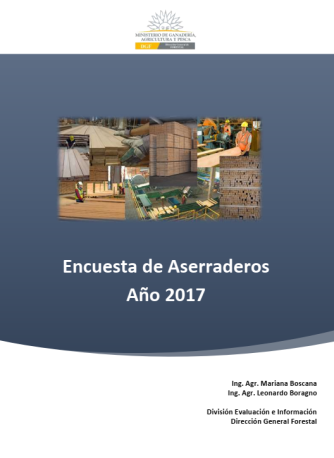 MINISTERIO DE GANADERÍA,
AGRICULTURA Y PESCA
DGF
Encuesta de Aserraderos
Año 2017
Ing. Agr. Mariana Boscana
Ing. Agr. Leonardo Boragno
División Evaluación e Información
Dirección General Forestal